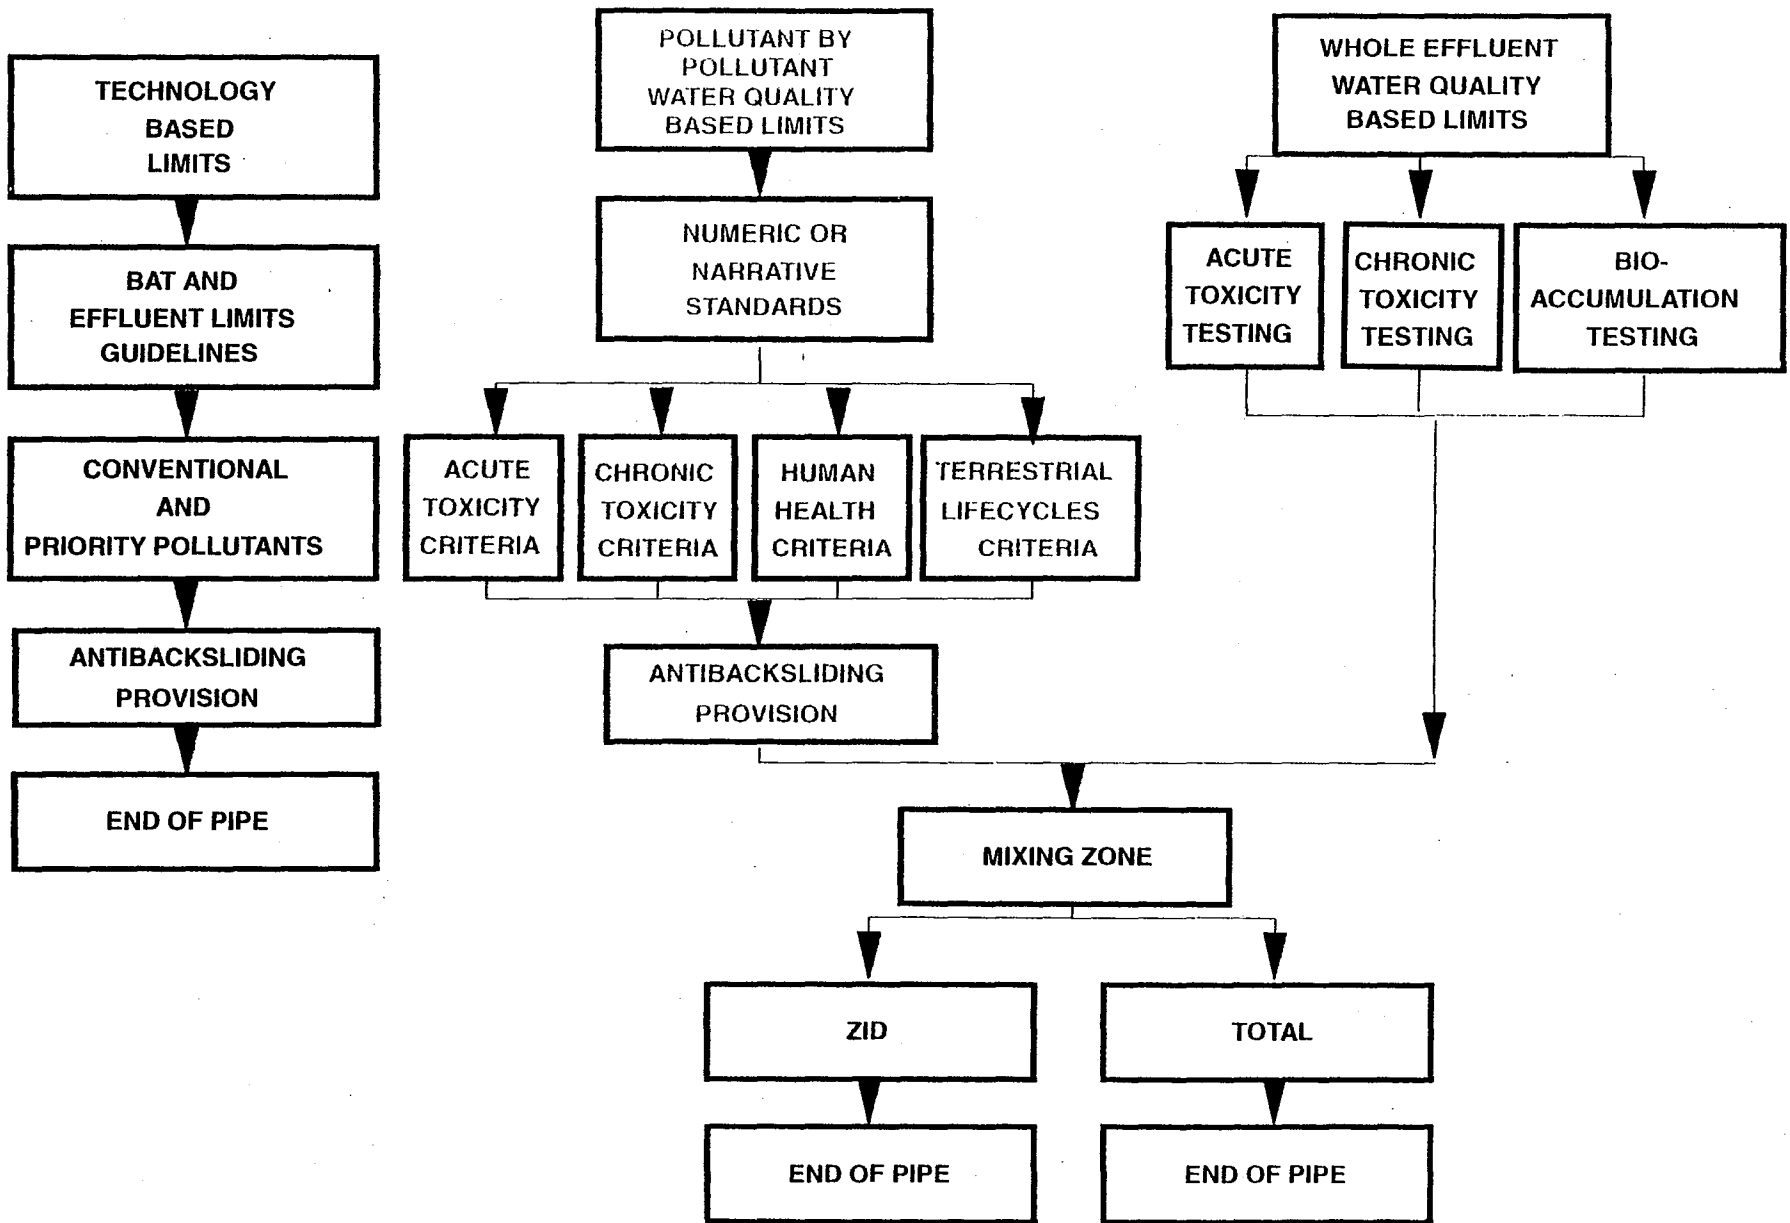 TECHNOLOGY
BASED
LIMITS
BAT AND
EFFLUENT LIMITS
GUIDELINES
CONVENTIONAL
AND
PRIORITY POLLUTANTS
ANTIBACKSLIDING
PROVISION
END OF PIPE
POLLUTANT BY
POLLUTANT
WATER QUALITY
BASED LIMITS
NUMERIC OR
NARRATIVE
STANDARDS
ACUTE
TOXICITY
CRITERIA
CHRONIC
TOXICITY
CRITERIA
HUMAN
HEALTH
CRITERIA
TERRESTRIAL
LIFECYCLES
CRITERIA
ANTIBACKSLIDING
PROVISION
WHOLE EFFLUENT
WATER QUALITY
BASED LIMITS
ACUTE
TOXICITY
TESTING
CHRONIC
TOXICITY
TESTING
BIO-
ACCUMULATION
TESTING
MIXING ZONE
ZID
END OF PIPE
TOTAL
END OF PIPE